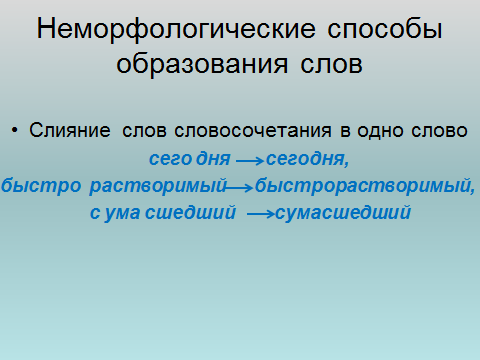 Неморфологические способы
образования слов
• Слияние слов словосочетания в одно слово
сего дня → сегодня,
быстро растворимый → быстрорастворимый,
с ума сшедший → сумасшедший